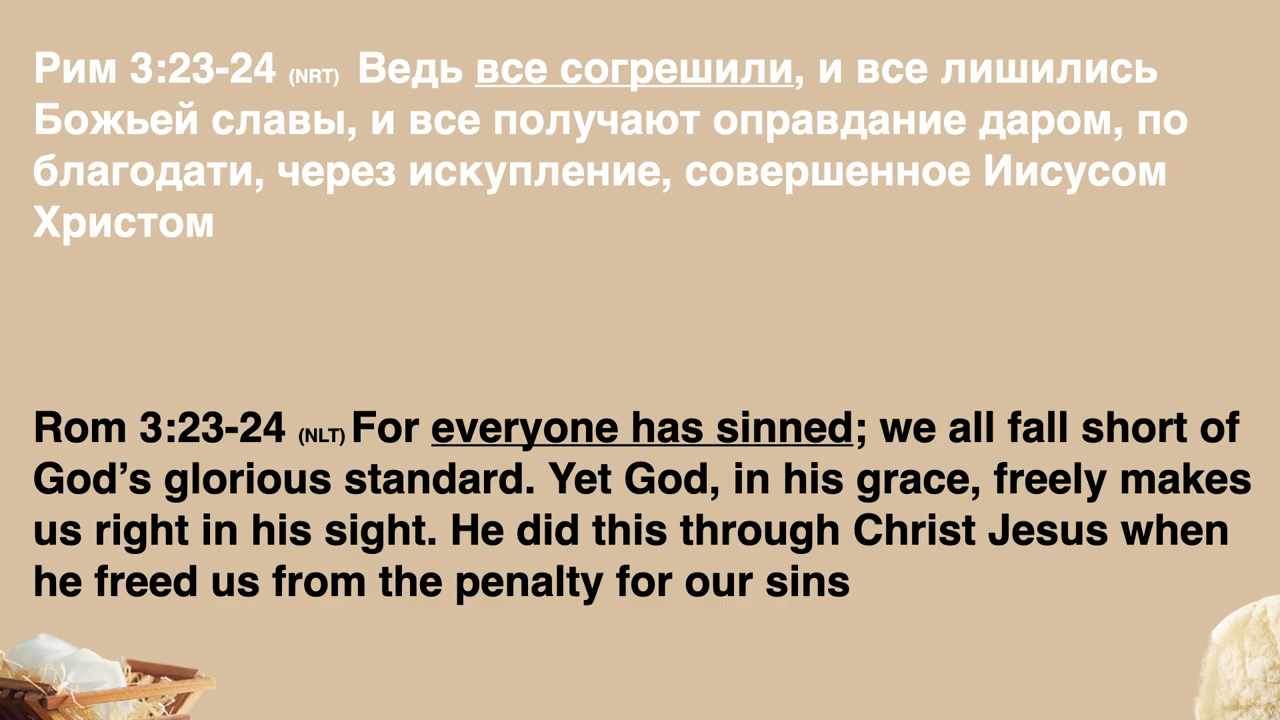 Рим 3:23-24 (NRT) Ведь все согрешили, и все лишились
Божьей славы, и все получают оправдание даром, по
благодати, через искупление, совершенное Иисусом
Христом
Rom 3:23-24 (NLT) For everyone has sinned; we all fall short of
God’s glorious standard. Yet God, in his grace, freely makes
us right in his sight. He did this through Christ Jesus when
he freed us from the penalty for our sins